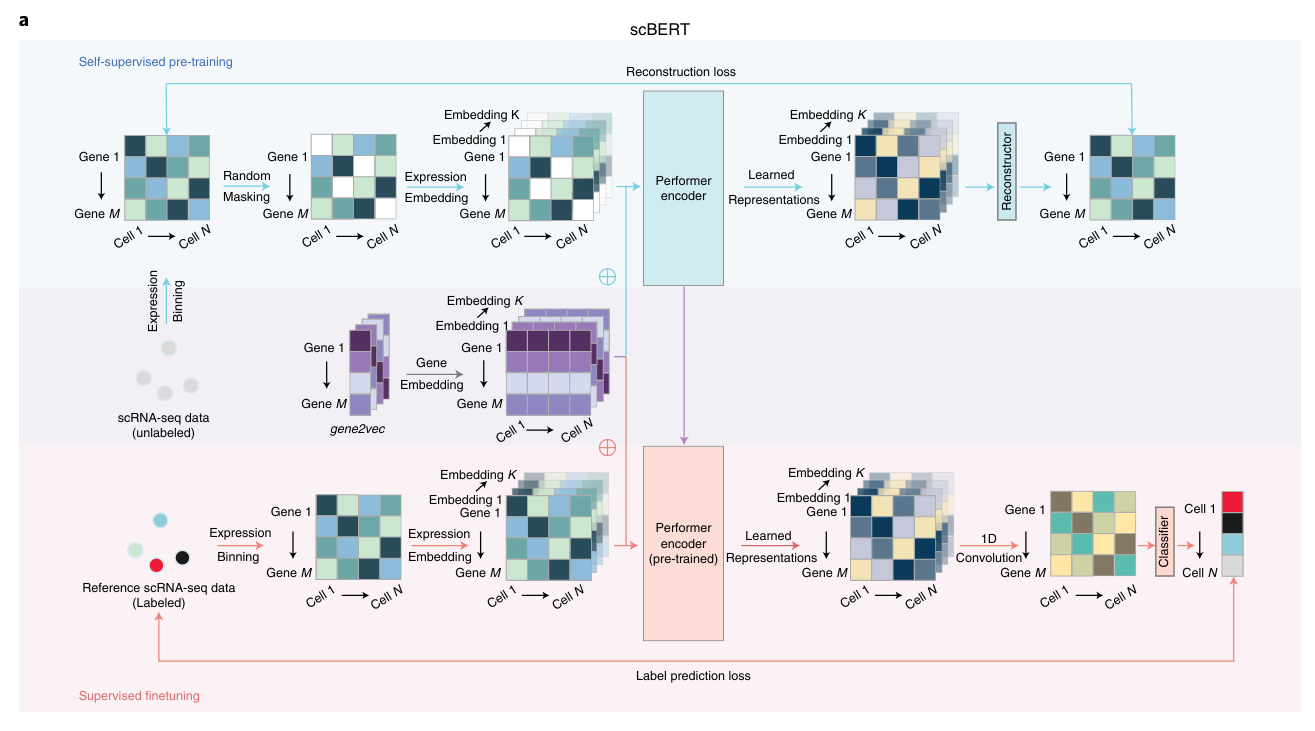 a
scBERT
Self-supervised pre-training
Reconstruction loss
Gene 1
Gene M
Cell 1
Cell N
Random
Masking
Gene 1
Gene M
Cell 1
Cell N
Expression
Embedding
Embedding K
Embedding 1
Gene 1
Gene M
Cell 1
Cell N
Performer
encoder
Learned
Representations
Embedding K
Embedding 1
Gene 1
Gene M
Cell 1
Cell N
Reconstructor
Gene 1
Gene M
Cell 1
Cell N
Expression
Binning
scRNA-seq data
(unlabeled)
Gene 1
Gene M
gene2vec
Gene
Embedding
Embedding K
Embedding 1
Gene 1
Gene M
Cell 1
Cell N
Reference scRNA-seq data
(Labeled)
Expression
Binning
Gene 1
Gene M
Cell 1
Cell N
Expression
Embedding
Embedding K
Embedding 1
Gene 1
Gene M
Cell 1
Cell N
Performer
encoder
(pre-trained)
Learned
Representations
Embedding K
Embedding 1
Gene 1
Gene M
Cell 1
Cell N
1D
Convolution
Gene 1
Gene M
Cell 1
Cell N
Classifier
Cell 1
Cell N
Label prediction loss
Supervised finetuning